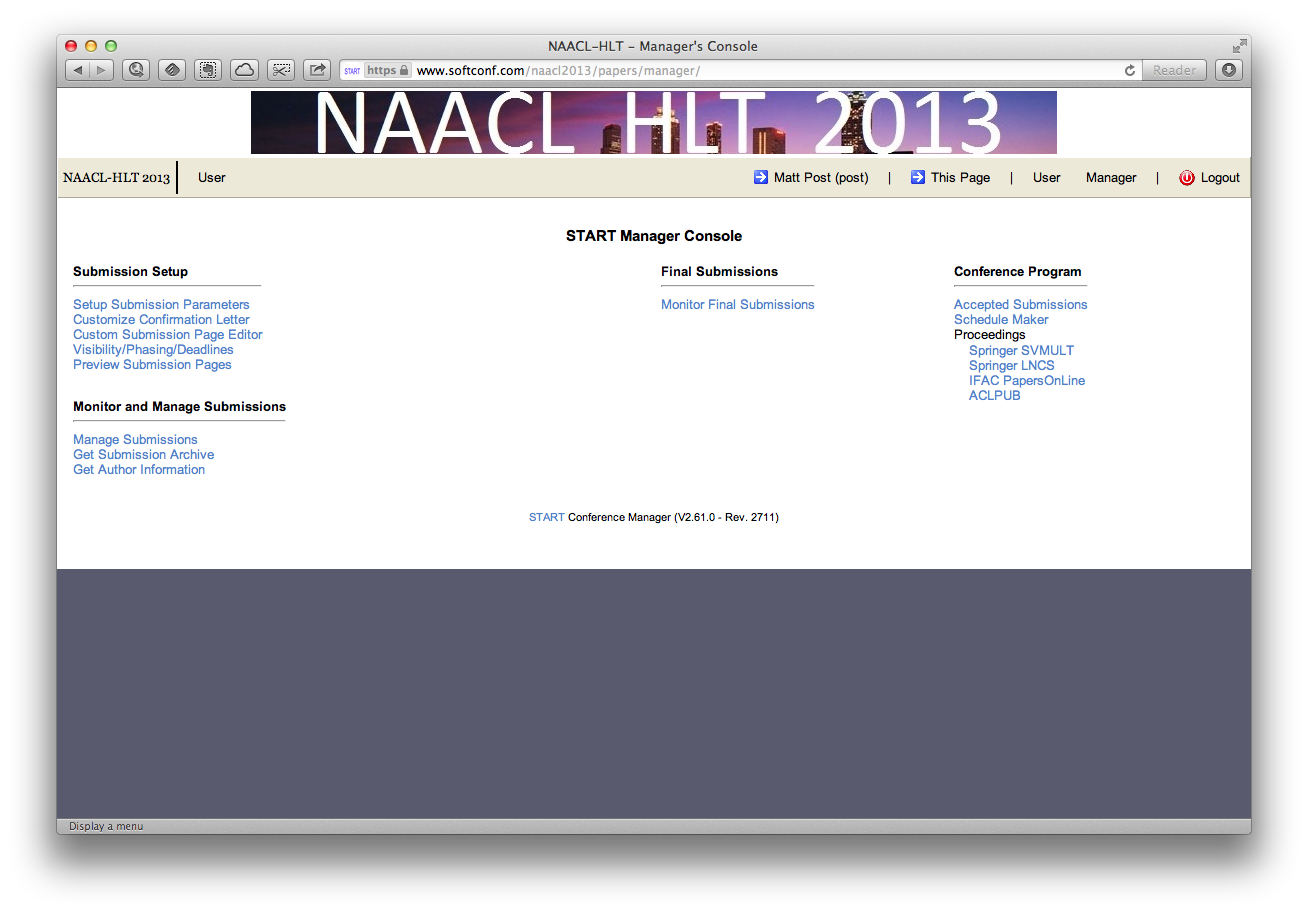 NAACL-HLT - Manager's Console
START https www.softconf.com/naacl2013/papers/manager/ Reader
NAACL HLT 2013
NAACL-HLT 2013 User Matt Post (post) | This Page | User Manager | Logout
START Manager Console
Submission Setup
Setup Submission Parameters
Customize Confirmation Letter
Custom Submission Page Editor
Visibility/Phasing/Deadlines
Preview Submission Pages
Monitor and Manage Submissions
Manage Submissions
Get Submission Archive
Get Author Information
Final Submissions
Monitor Final Submissions
Conference Program
Accepted Submissions
Schedule Maker
Proceedings
Springer SVMULT
Springer LNCS
IFAC PapersOnLine
ACLPUB
START Conference Manager (V2.61.0 - Rev. 2711)
Display a menu